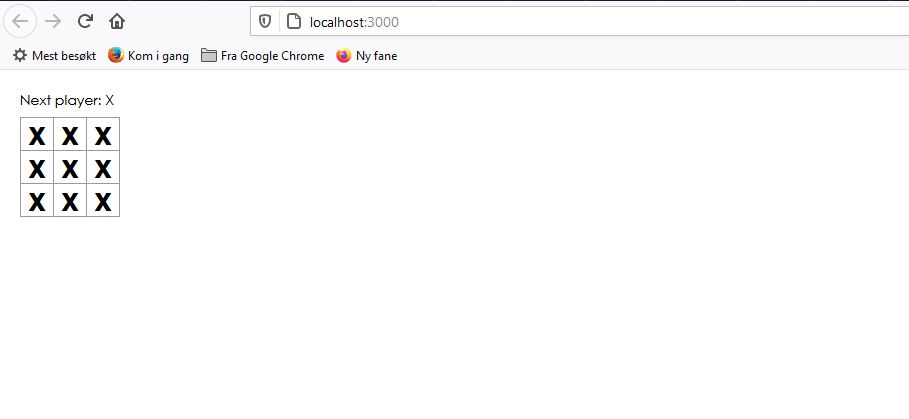 localhost:3000
Mest besøkt Kom i gang Fra Google Chrome Ny fane
Next player: X
X X X
X X X
X X X